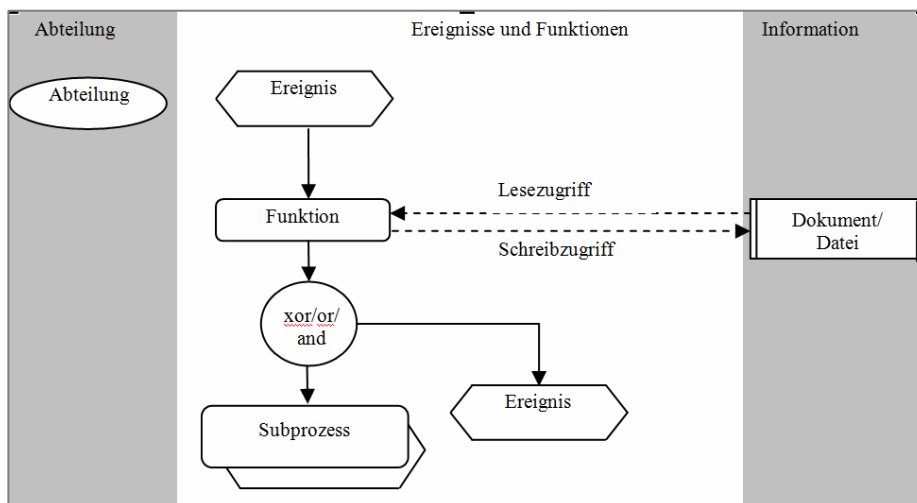 Abteilung
Ereignisse und Funktionen
Information
Abteilung
Ereignis
Lesezugriff
Funktion
Dokument/
Datei
Schreibzugriff
xor/or/
and
Ereignis
Subprozess